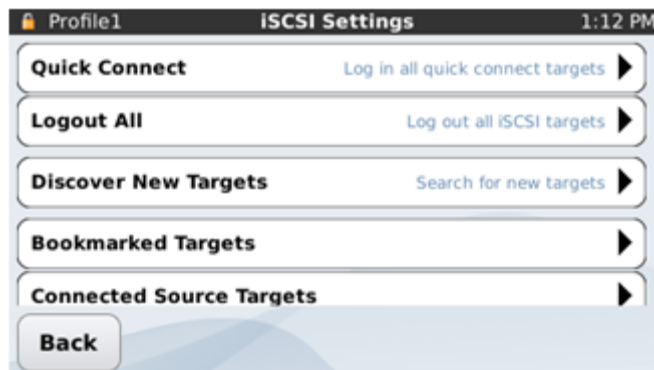 Profile1 iSCSI Settings 1:12 PM
Quick Connect Log in all quick connect targets
Logout All Log out all iSCSI targets
Discover New Targets Search for new targets
Bookmarked Targets
Connected Source Targets
Back